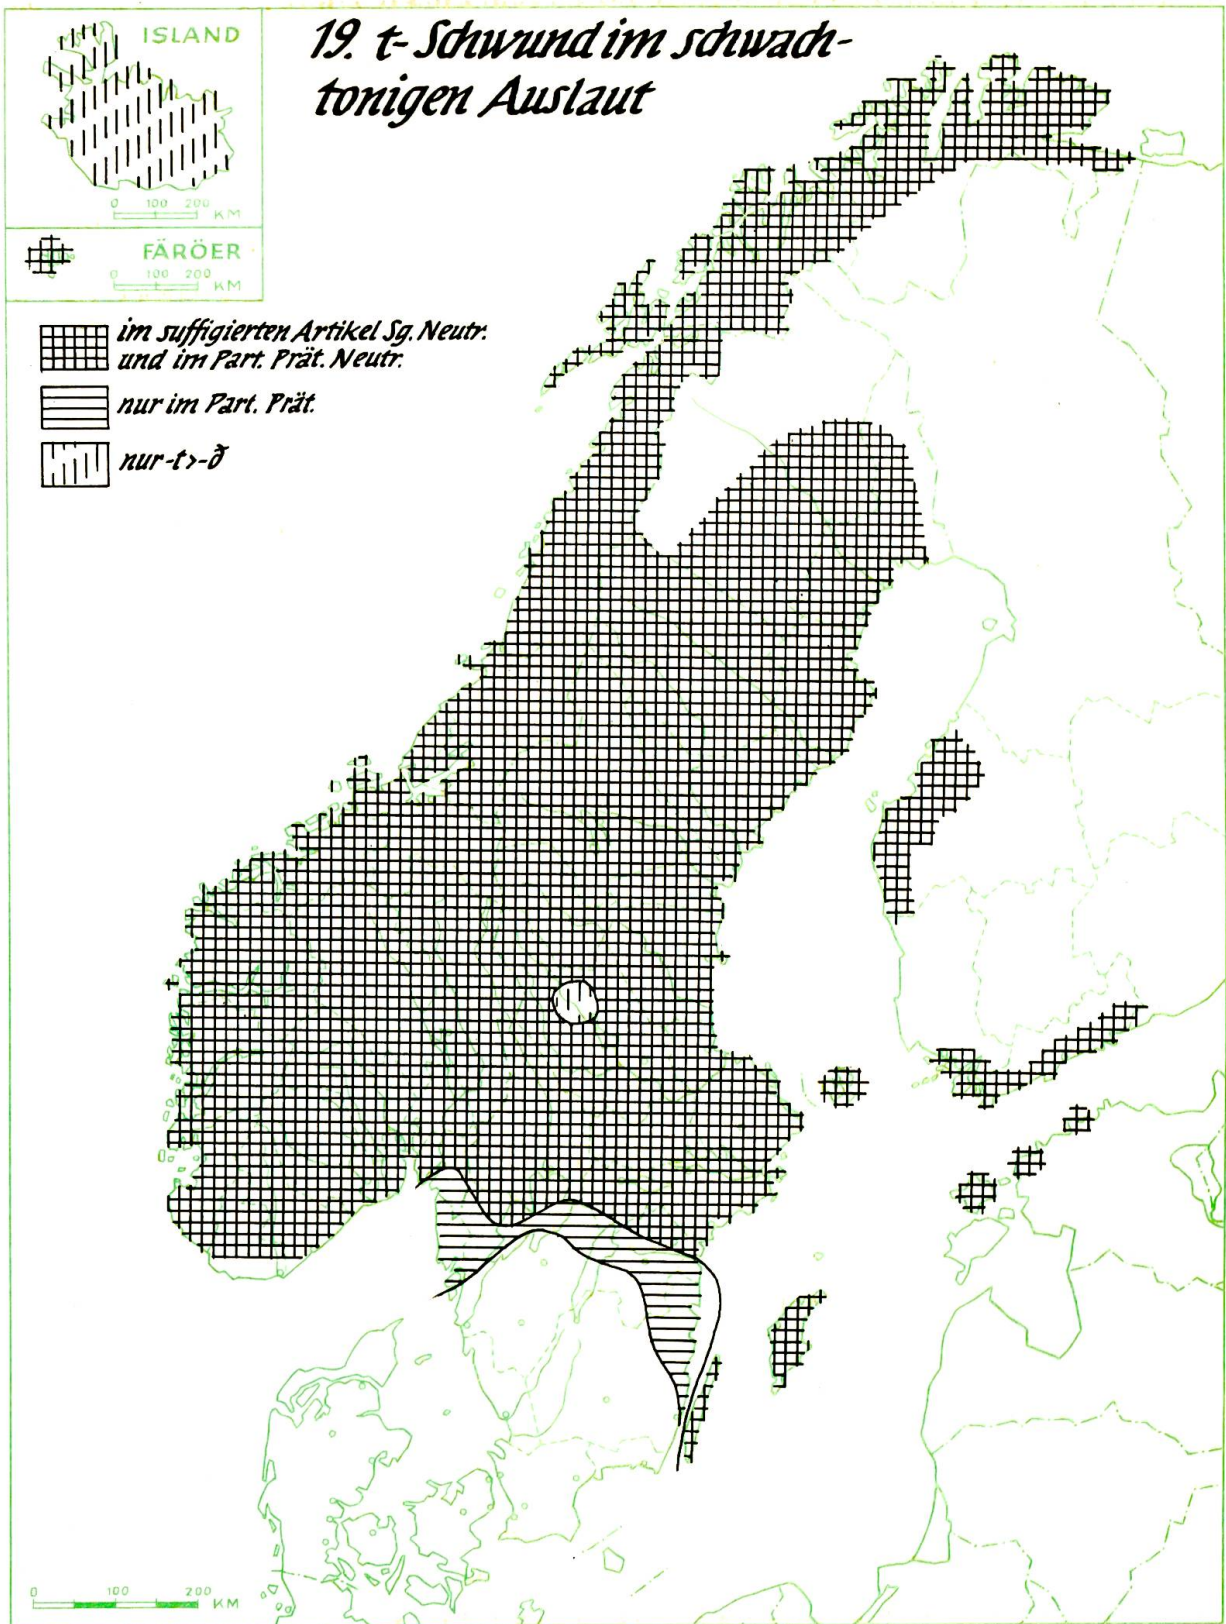 19. t-Schwund im schwach-
tonigen Auslaut
ISLAND
0 100 200
KM
FÄRÖER
0 100 200
KM
im suffigierten Artikel Sg. Neutr.
und im Part. Prät. Neutr.
nur im Part. Prät.
nur -t>-ð
0 100 200 KM